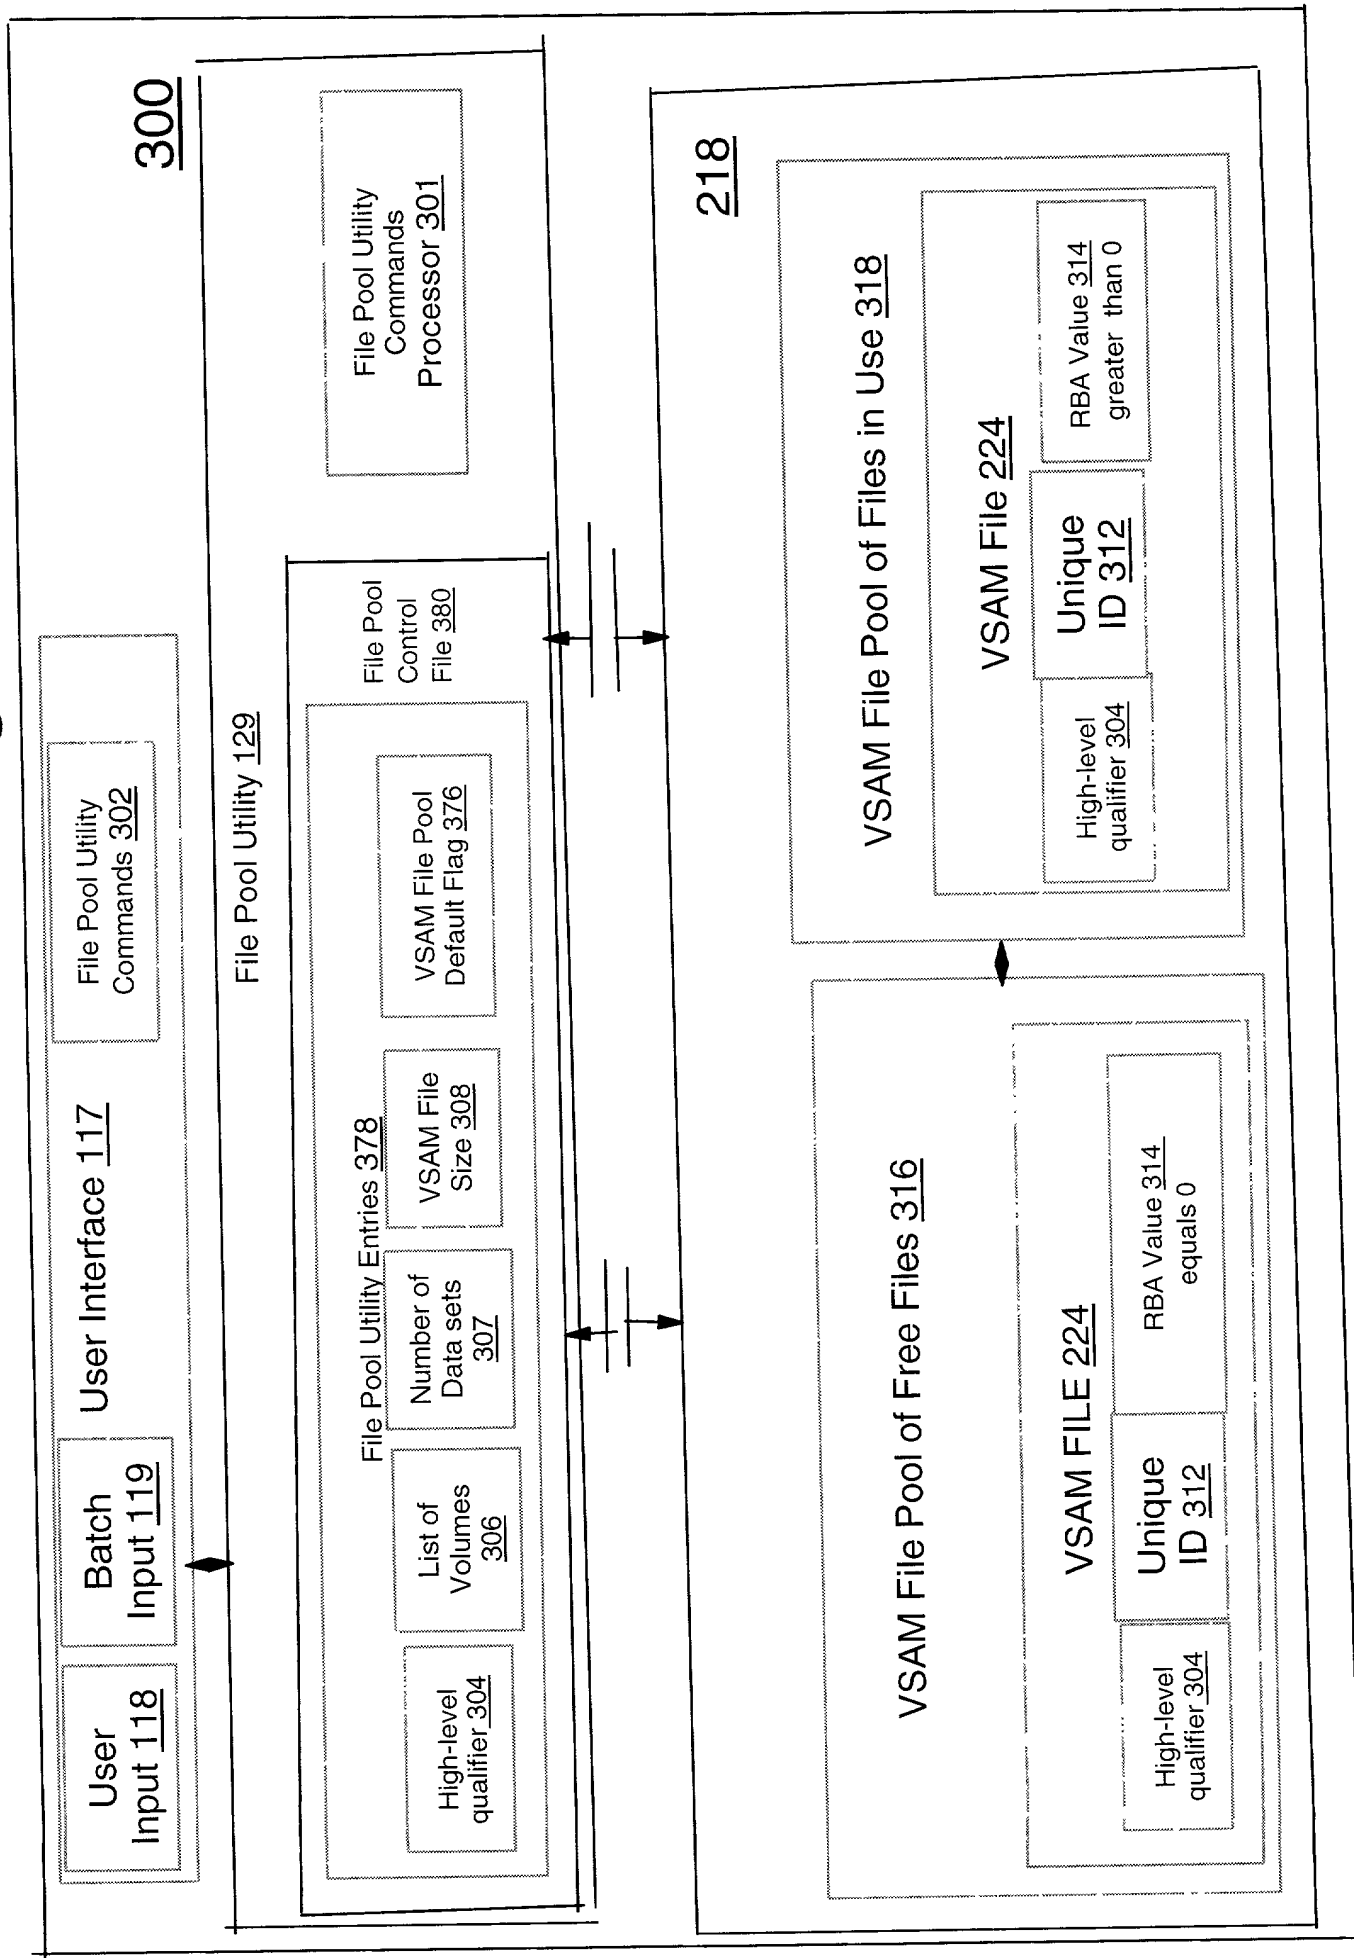 300
User
Input 118
Batch
Input 119
User Interface 117
File Pool Utility
Commands 302
File Pool Utility 129
High-level
qualifier 304
List of
Volumes
306
File Pool Utility Entries 378
Number of
Data sets
307
VSAM File
Size 308
VSAM File Pool
Default Flag 376
File Pool
Control
File 380
File Pool Utility
Commands
Processor 301
218
VSAM File Pool of Free Files 316
VSAM FILE 224
High-level
qualifier 304
Unique
ID 312
RBA Value 314
equals 0
VSAM File Pool of Files in Use 318
VSAM File 224
High-level
qualifier 304
Unique
ID 312
RBA Value 314
greater than 0